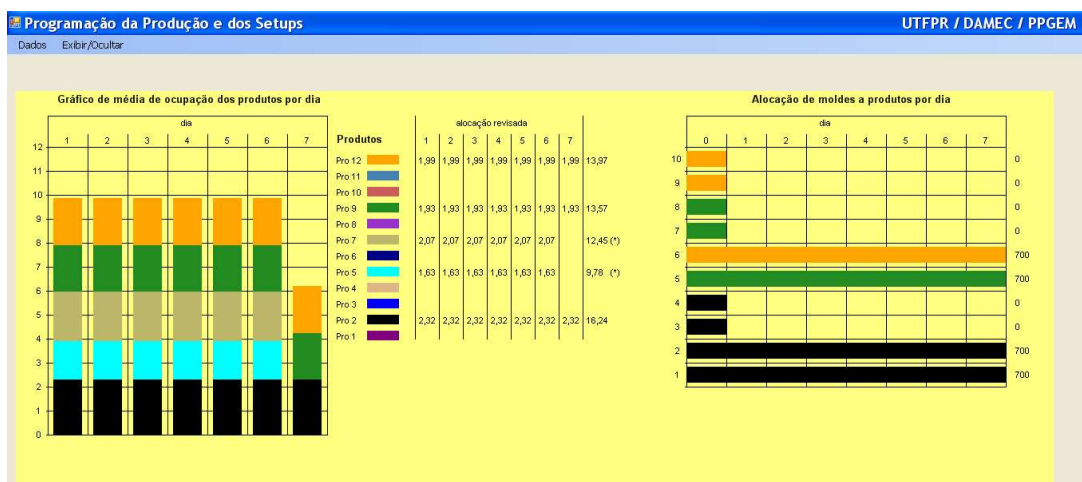 Programação da Produção e dos Setups UTFPR / DAMEC / PPGEM
Dados Exibir/Ocultar
Gráfico de média de ocupação dos produtos por dia
dia
1 2 3 4 5 6 7
12
11
10
9
8
7
6
5
4
3
2
1
0
Produtos alocação revisada
1 2 3 4 5 6 7
Pro 12 1,99 1,99 1,99 1,99 1,99 1,99 1,99 13,97
Pro 11
Pro 10
Pro 9 1,93 1,93 1,93 1,93 1,93 1,93 1,93 13,57
Pro 8
Pro 7 2,07 2,07 2,07 2,07 2,07 2,07 12,45 (*)
Pro 6
Pro 5 1,63 1,63 1,63 1,63 1,63 1,63 9,78 (*)
Pro 4
Pro 3
Pro 2 2,32 2,32 2,32 2,32 2,32 2,32 2,32 16,24
Pro 1
Alocação de moldes a produtos por dia
dia
0 1 2 3 4 5 6 7
10 0
9 0
8 0
7 0
6 700
5 700
4 0
3 0
2 700
1 700